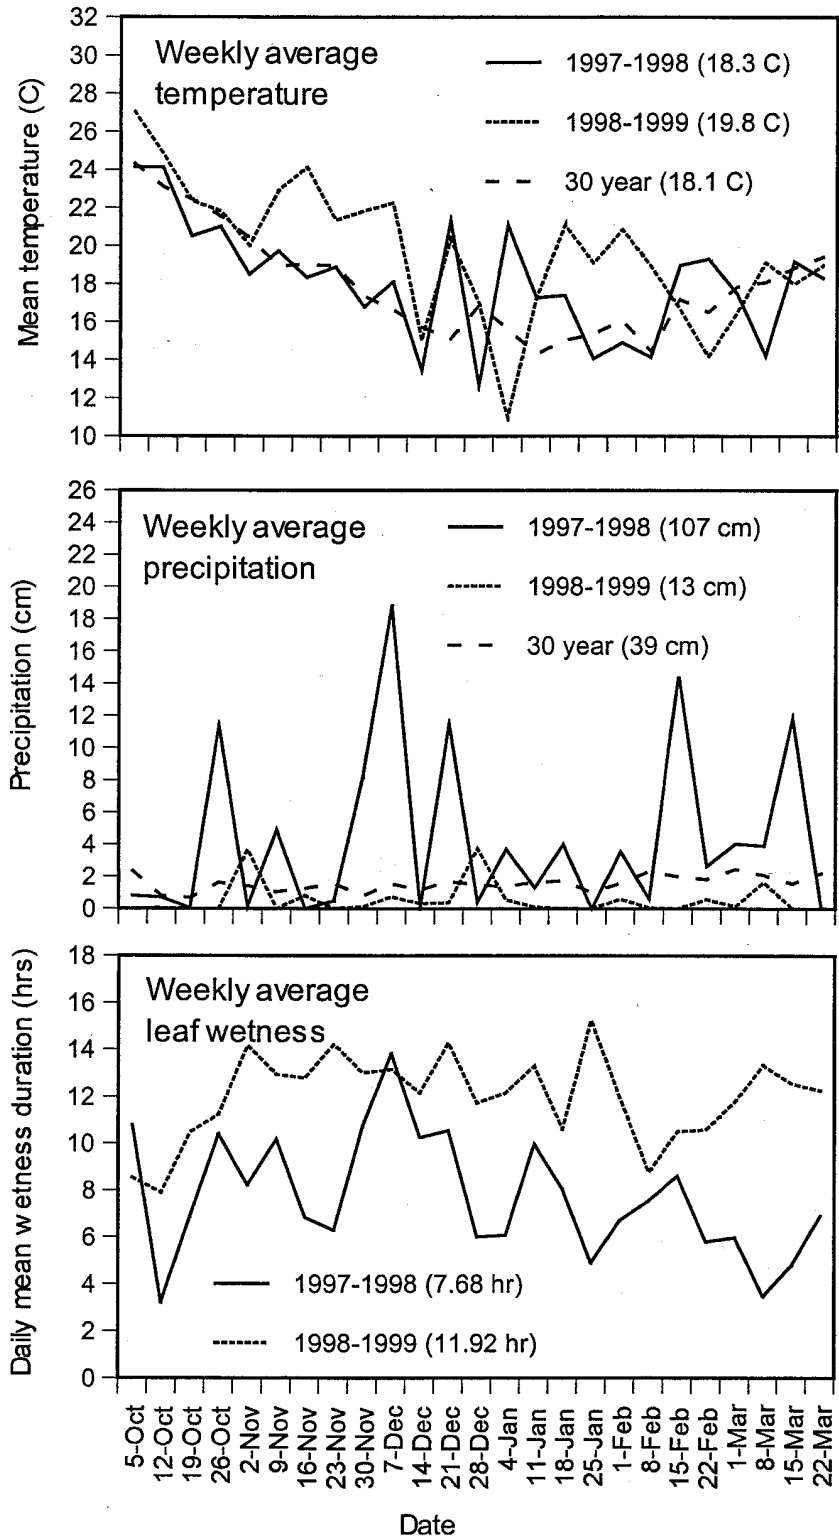 Weekly average
temperature
1997-1998 (18.3 C)
1998-1999 (19.8 C)
30 year (18.1 C)
Mean temperature (C)
32
30
28
26
24
22
20
18
16
14
12
10
Weekly average
precipitation
1997-1998 (107 cm)
1998-1999 (13 cm)
30 year (39 cm)
Precipitation (cm)
26
24
22
20
18
16
14
12
10
8
6
4
2
0
Weekly average
leaf wetness
1997-1998 (7.68 hr)
1998-1999 (11.92 hr)
Daily mean wetness duration (hrs)
18
16
14
12
10
8
6
4
2
0
5-Oct
12-Oct
19-Oct
26-Oct
2-Nov
9-Nov
16-Nov
23-Nov
30-Nov
7-Dec
14-Dec
21-Dec
28-Dec
4-Jan
11-Jan
18-Jan
25-Jan
1-Feb
8-Feb
15-Feb
22-Feb
1-Mar
8-Mar
15-Mar
22-Mar
Date